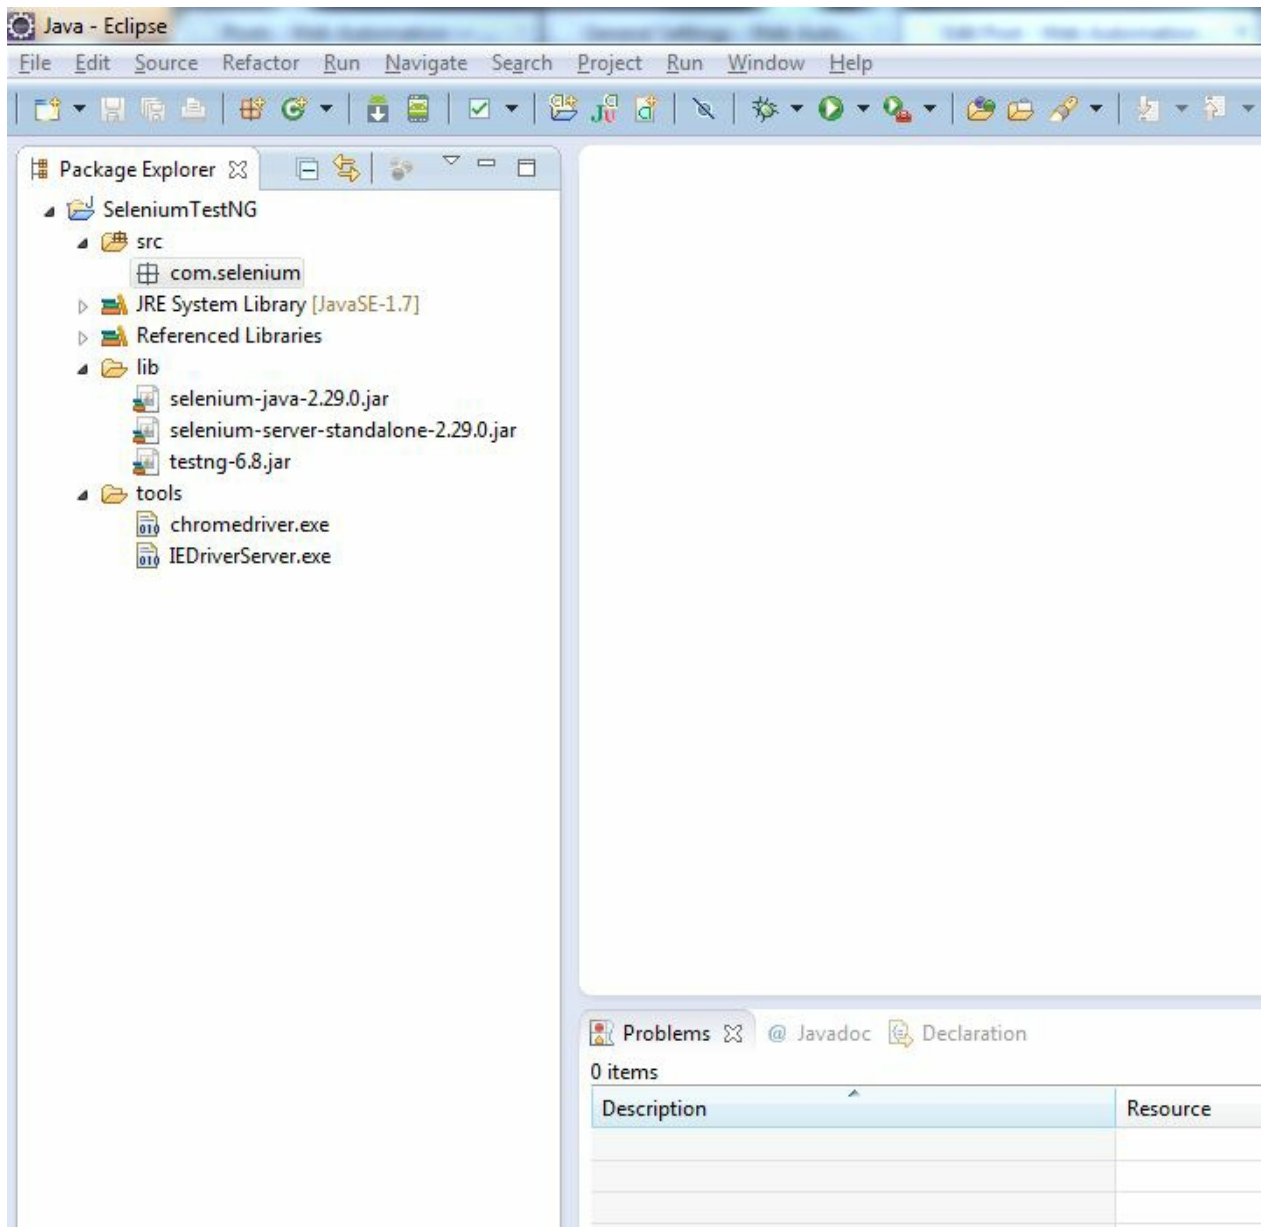 Java - Eclipse
File Edit Source Refactor Run Navigate Search Project Run Window Help
Package Explorer
SeleniumTestNG
src
com.selenium
JRE System Library [JavaSE-1.7]
Referenced Libraries
lib
selenium-java-2.29.0.jar
selenium-server-standalone-2.29.0.jar
testng-6.8.jar
tools
chromedriver.exe
IEDriverServer.exe
Problems @ Javadoc Declaration
0 items
Description Resource